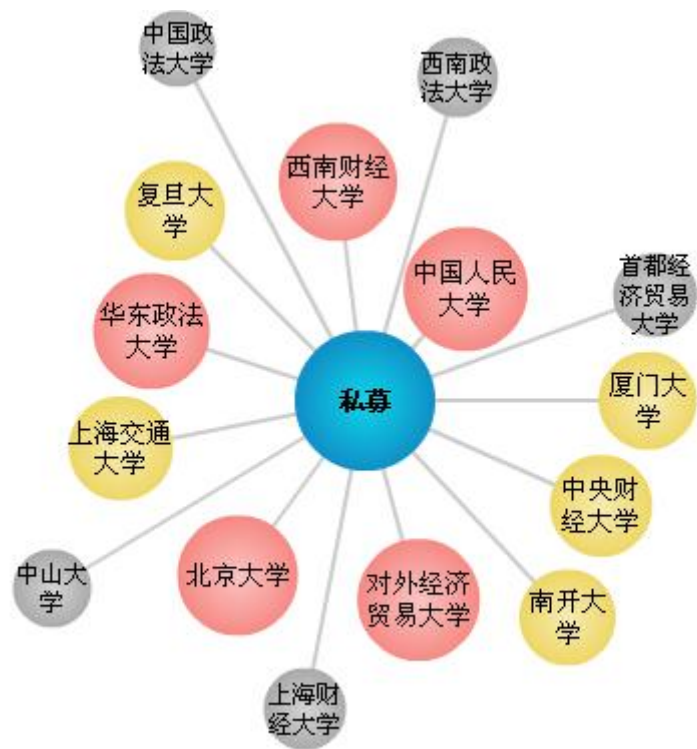 中国政
法大学
西南政
法大学
西南财经
大学
复旦大
学
中国人民
大学
首都经
济贸易
大学
华东政法
大学
私募
厦门大
学
上海交通
大学
中央财
经大学
中山大
学
北京大学
对外经济
贸易大学
南开大
学
上海财
经大学